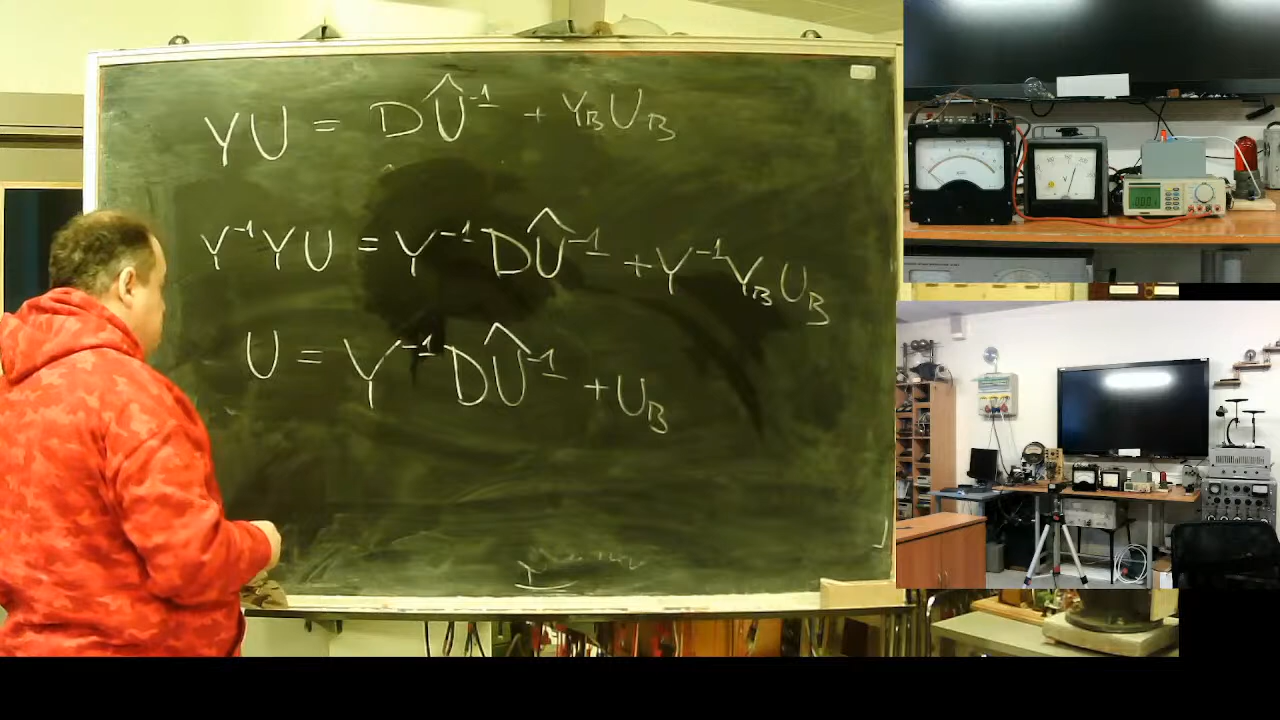 YU = DÛ⁻¹ + Y_B U_B
Y⁻¹YU = Y⁻¹DÛ⁻¹ + Y⁻¹Y_B U_B
U = Y⁻¹DÛ⁻¹ + U_B